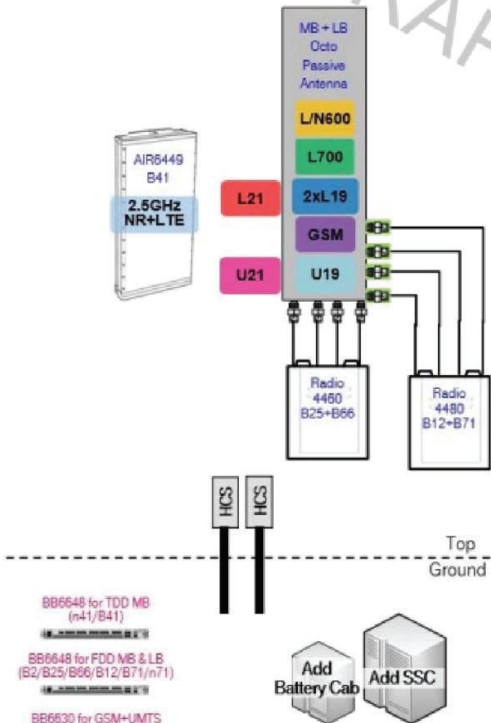 MB + LB
Octo
Passive
Antenna
L/N600
L700
AIR6449
B41
2.5GHz
NR+LTE
L21
2xL19
GSM
U21
U19
Radio
4460
B25+B66
Radio
4480
B12+B71
HCS
HCS
Top
Ground
BB6648 for TDD MB
(n41/B41)
BB6648 for FDD MB & LB
(B2/B25/B66/B12/B71/n71)
BB6630 for GSM+UMTS
Add
Battery Cab
Add SSC